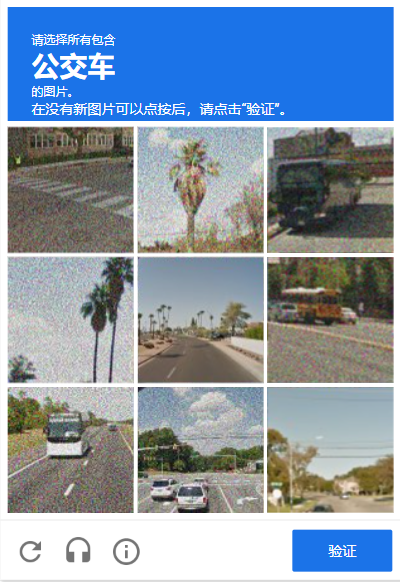 请选择所有包含
公交车
的图片。
在没有新图片可以点按后，请点击“验证”。
验证